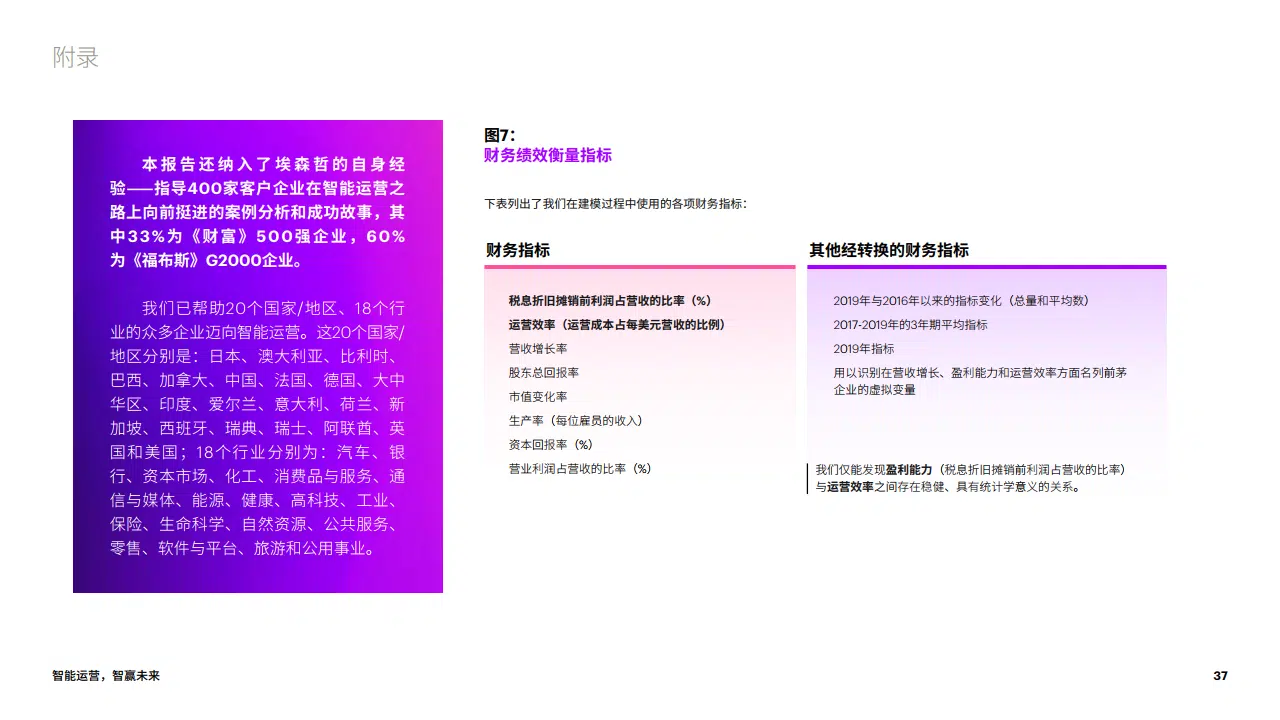 附录
本报告还纳入了埃森哲的自身经
验——指导400家客户企业在智能运营之
路上向前挺进的案例分析和成功故事，其
中33%为《财富》500强企业，60%
为《福布斯》G2000企业。
我们已帮助20个国家/地区、18个行
业的众多企业迈向智能运营。这20个国家/
地区分别是：日本、澳大利亚、比利时、
巴西、加拿大、中国、法国、德国、大中
华区、印度、爱尔兰、意大利、荷兰、新
加坡、西班牙、瑞典、瑞士、阿联酋、英
国和美国；18个行业分别为：汽车、银
行、资本市场、化工、消费品与服务、通
信与媒体、能源、健康、高科技、工业、
保险、生命科学、自然资源、公共服务、
零售、软件与平台、旅游和公用事业。
图7：
财务绩效衡量指标
下表列出了我们在建模过程中使用的各项财务指标：
财务指标
税息折旧摊销前利润占营收的比率（%）
运营效率（运营成本占每美元营收的比例）
营收增长率
股东总回报率
市值变化率
生产率（每位雇员的收入）
资本回报率（%）
营业利润占营收的比率（%）
其他经转换的财务指标
2019年与2016年以来的指标变化（总量和平均数）
2017-2019年的3年期平均指标
2019年指标
用以识别在营收增长、盈利能力和运营效率方面名列前茅
企业的虚拟变量
我们仅能发现盈利能力（税息折旧摊销前利润占营收的比率）
与运营效率之间存在稳健、具有统计学意义的关系。
智能运营，智赢未来
37